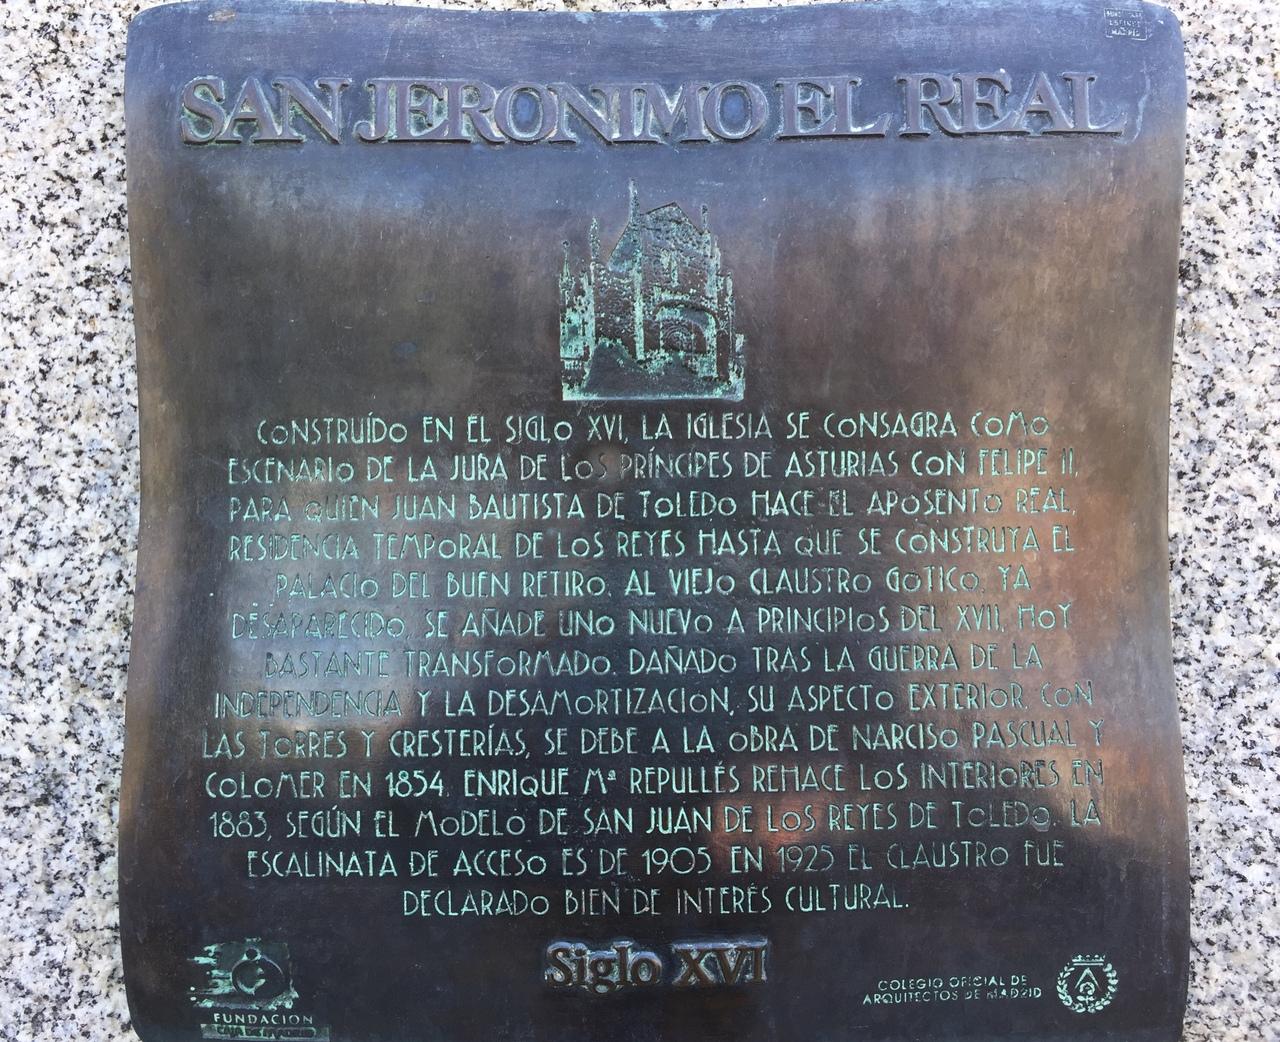 SAN JERONIMO EL REAL
CONSTRUÍDO EN EL SIGLO XVI, LA IGLESIA SE CONSAGRA COMO
ESCENARIO DE LA JURA DE LOS PRÍNCIPES DE ASTURIAS CON FELIPE II,
PARA QUIEN JUAN BAUTISTA DE TOLEDO HACE EL APOSENTO REAL,
RESIDENCIA TEMPORAL DE LOS REYES HASTA QUE SE CONSTRUYA EL
PALACIO DEL BUEN RETIRO. AL VIEJO CLAUSTRO GOTICO, YA
DESAPARECIDO, SE AÑADE UNO NUEVO A PRINCIPIOS DEL XVII, HOY
BASTANTE TRANSFORMADO. DAÑADO TRAS LA GUERRA DE LA
INDEPENDENCIA Y LA DESAMORTIZACIÓN, SU ASPECTO EXTERIOR, CON
LAS TORRES Y CRESTERÍAS, SE DEBE A LA OBRA DE NARCISO PASCUAL Y
COLOMER EN 1854. ENRIQUE Mª REPULLÉS REHACE LOS INTERIORES EN
1883, SEGÚN EL MODELO DE SAN JUAN DE LOS REYES DE TOLEDO. LA
ESCALINATA DE ACCESO ES DE 1905 EN 1925 EL CLAUSTRO FUE
DECLARADO BIEN DE INTERÉS CULTURAL.
Siglo XVI
FUNDACION
CAJA DE MADRID
COLEGIO OFICIAL DE
ARQUITECTOS DE MADRID